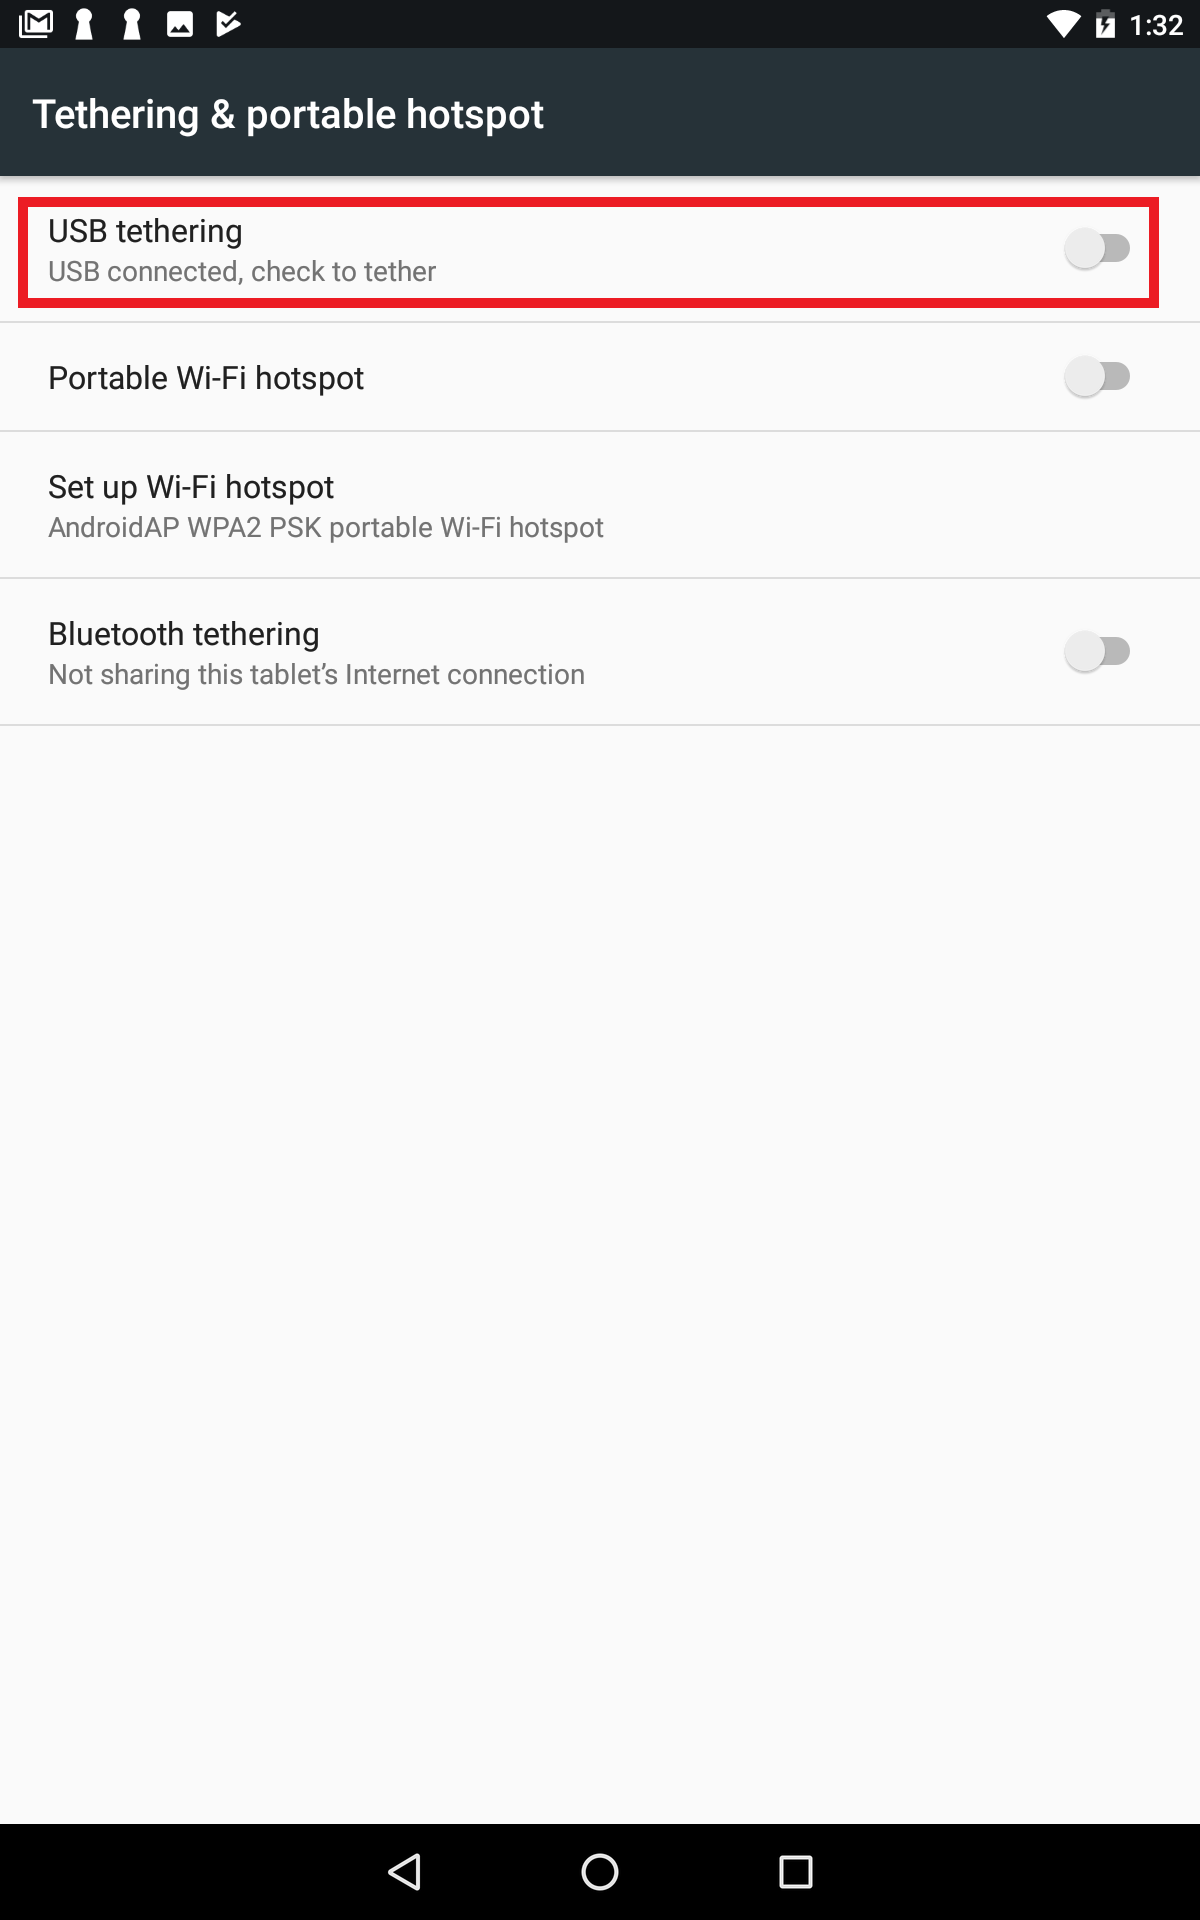 1:32
Tethering & portable hotspot
USB tethering
USB connected, check to tether
Portable Wi-Fi hotspot
Set up Wi-Fi hotspot
AndroidAP WPA2 PSK portable Wi-Fi hotspot
Bluetooth tethering
Not sharing this tablet’s Internet connection